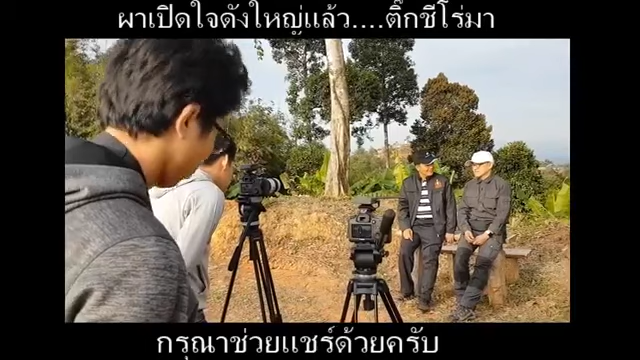 ผาเปิดใจดังใหญ่แล้ว....ติ๊กชีโร่มา
กรุณาช่วยแชร์ด้วยครับ